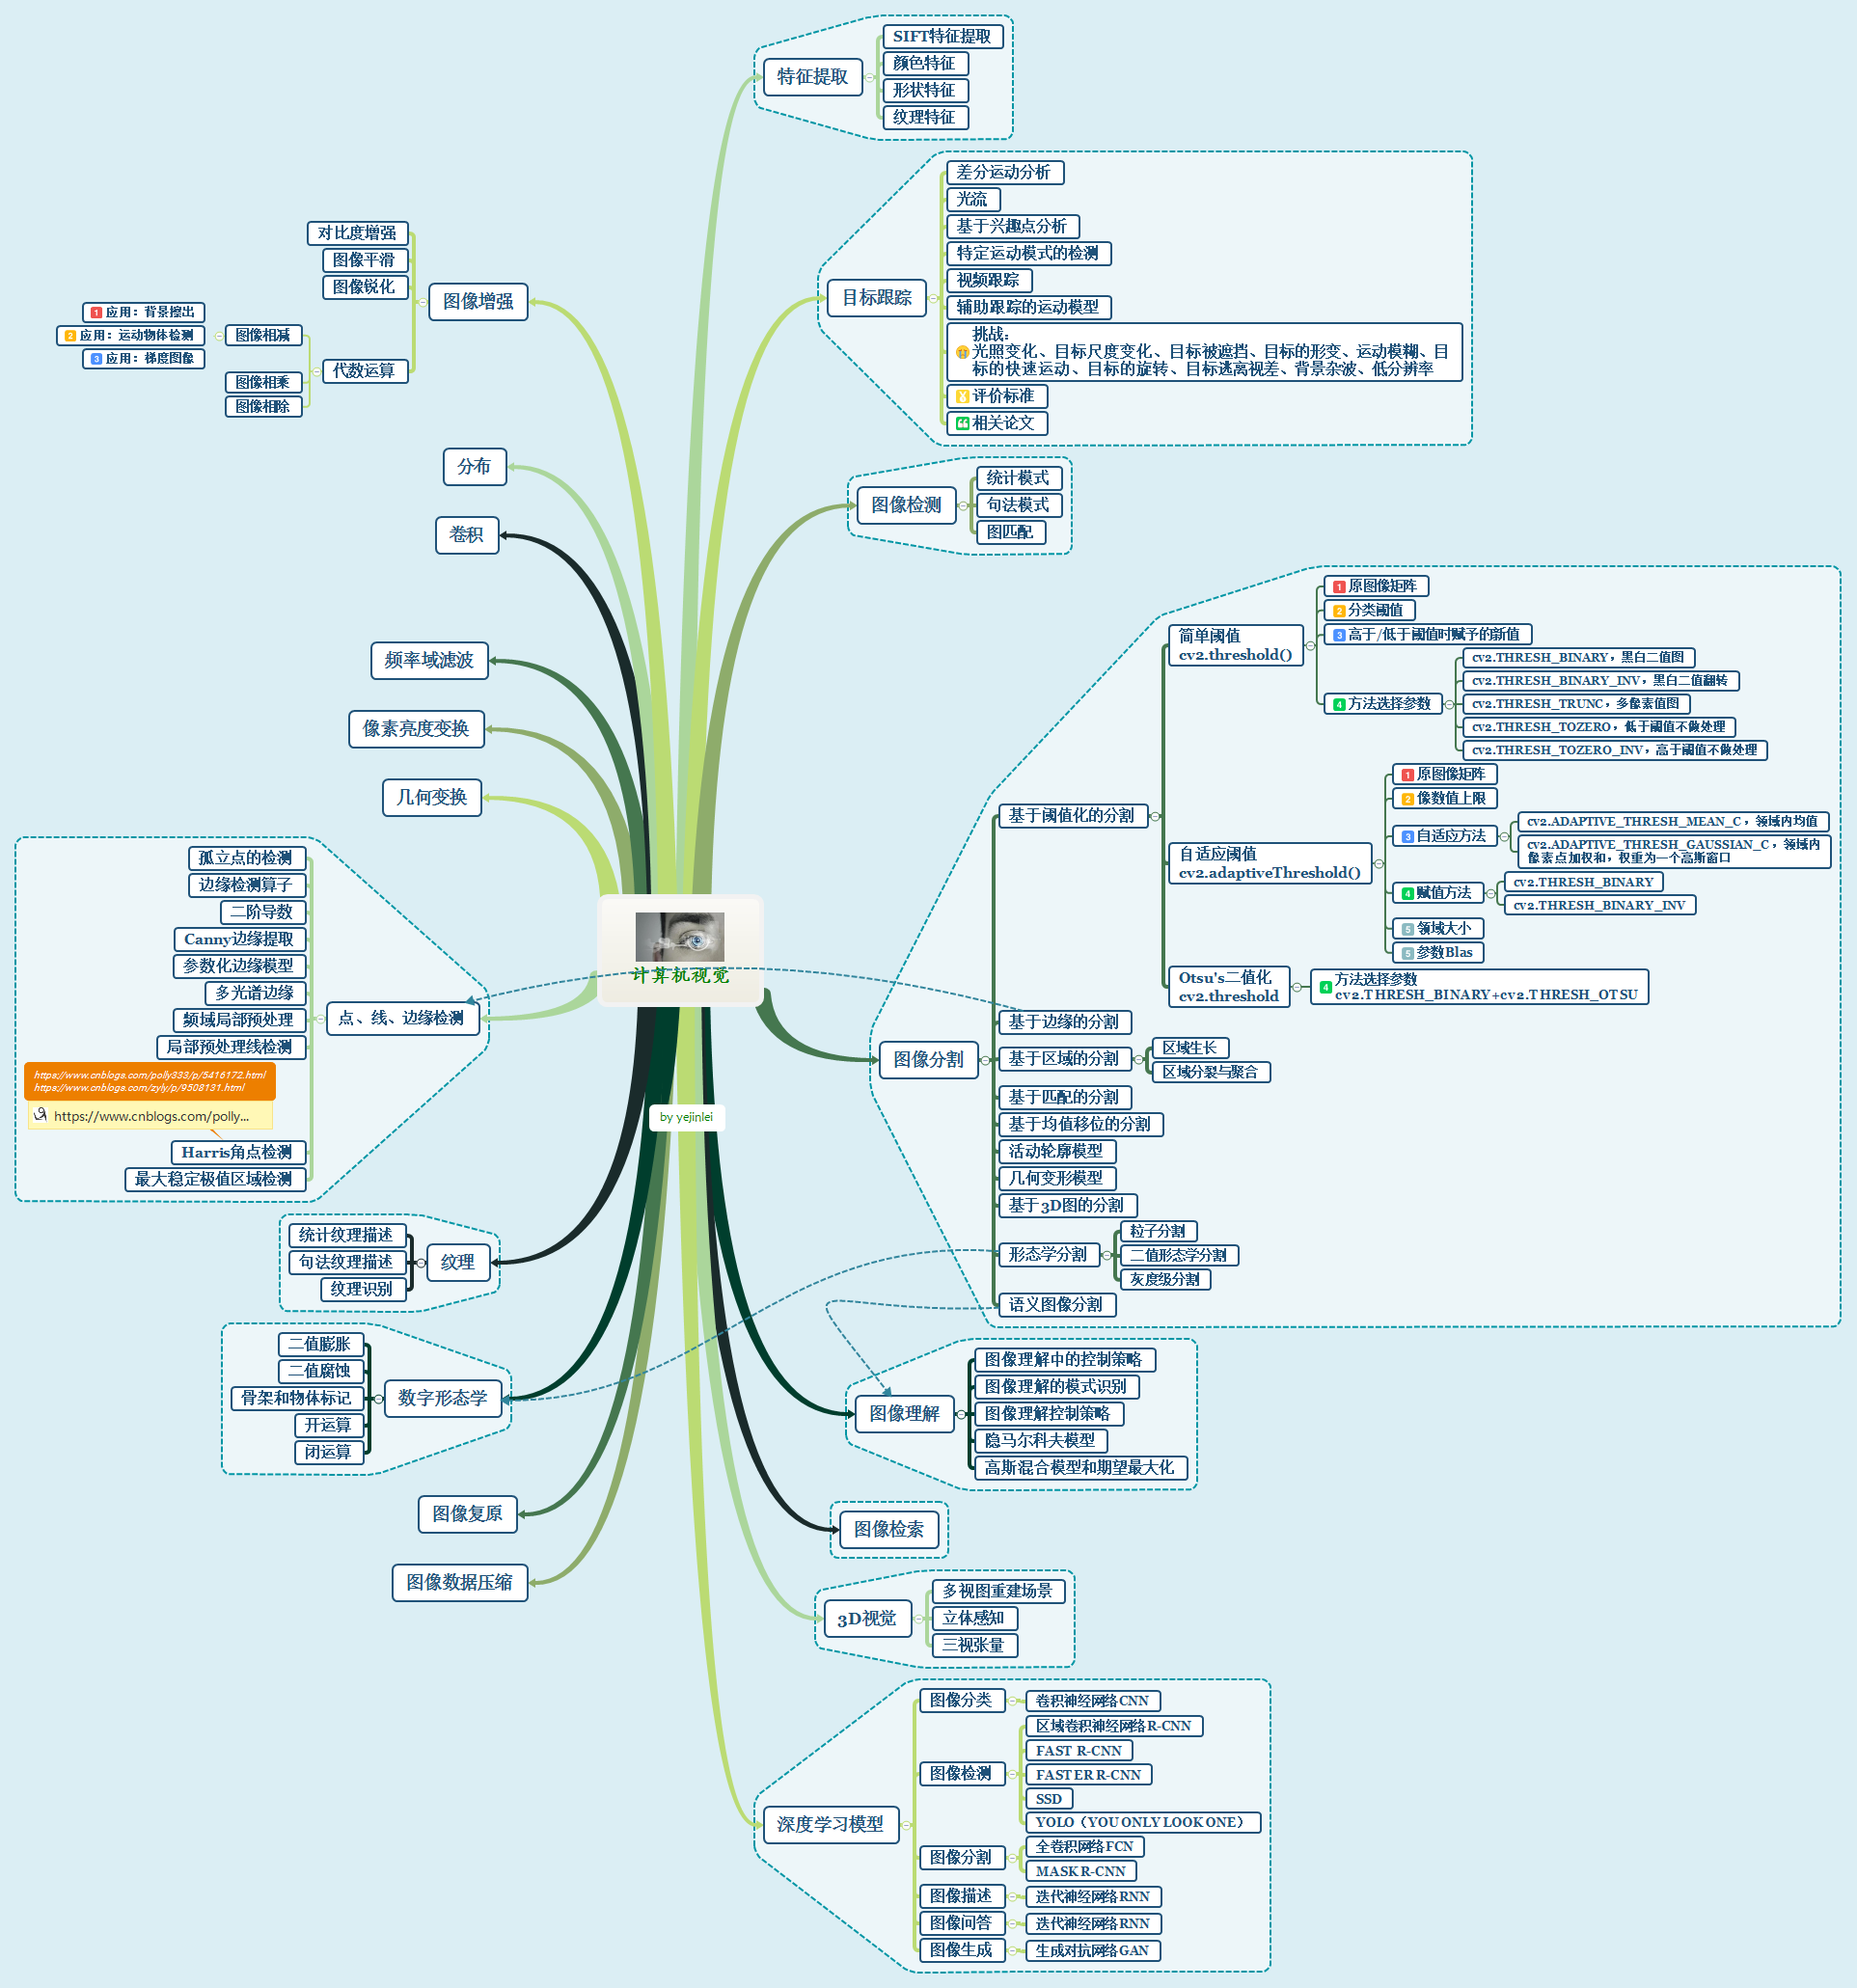 计算机视觉
by yejinlei
特征提取
SIFT特征提取
颜色特征
形状特征
纹理特征
目标跟踪
差分运动分析
光流
基于兴趣点分析
特定运动模式的检测
视频跟踪
辅助跟踪的运动模型
挑战：
光照变化、目标尺度变化、目标被遮挡、目标的形变、运动模糊、目
标的快速运动、目标的旋转、目标逃离视差、背景杂波、低分辨率
评价标准
相关论文
图像检测
统计模式
句法模式
图匹配
图像分割
基于阈值化的分割
简单阈值
cv2.threshold()
1 原图像矩阵
2 分类阈值
3 高于/低于阈值时赋予的新值
4 方法选择参数
cv2.THRESH_BINARY，黑白二值图
cv2.THRESH_BINARY_INV，黑白二值翻转
cv2.THRESH_TRUNC，多像素值图
cv2.THRESH_TOZERO，低于阈值不做处理
cv2.THRESH_TOZERO_INV，高于阈值不做处理
自适应阈值
cv2.adaptiveThreshold()
1 原图像矩阵
2 像数值上限
3 自适应方法
cv2.ADAPTIVE_THRESH_MEAN_C，领域内均值
cv2.ADAPTIVE_THRESH_GAUSSIAN_C，领域内
像素点加权和，权重为一个高斯窗口
4 赋值方法
cv2.THRESH_BINARY
cv2.THRESH_BINARY_INV
5 领域大小
5 参数Blas
Otsu's二值化
cv2.threshold
4 方法选择参数
cv2.THRESH_BINARY+cv2.THRESH_OTSU
基于边缘的分割
基于区域的分割
区域生长
区域分裂与聚合
基于匹配的分割
基于均值移位的分割
活动轮廓模型
几何变形模型
基于3D图的分割
形态学分割
粒子分割
二值形态学分割
灰度级分割
语义图像分割
图像理解
图像理解中的控制策略
图像理解的模式识别
图像理解控制策略
隐马尔科夫模型
高斯混合模型和期望最大化
图像检索
3D视觉
多视图重建场景
立体感知
三视张量
深度学习模型
图像分类
卷积神经网络CNN
图像检测
区域卷积神经网络R-CNN
FAST R-CNN
FASTER R-CNN
SSD
YOLO（YOU ONLY LOOK ONE）
图像分割
全卷积网络FCN
MASK R-CNN
图像描述
迭代神经网络RNN
图像问答
迭代神经网络RNN
图像生成
生成对抗网络GAN
图像增强
对比度增强
图像平滑
图像锐化
代数运算
图像相减
1 应用：背景擦出
2 应用：运动物体检测
3 应用：梯度图像
图像相乘
图像相除
分布
卷积
频率域滤波
像素亮度变换
几何变换
点、线、边缘检测
孤立点的检测
边缘检测算子
二阶导数
Canny边缘提取
参数化边缘模型
多光谱边缘
频域局部预处理
局部预处理线检测
https://www.cnblogs.com/polly333/p/5416172.html
https://www.cnblogs.com/zyly/p/9508131.html
https://www.cnblogs.com/polly...
Harris角点检测
最大稳定极值区域检测
纹理
统计纹理描述
句法纹理描述
纹理识别
数字形态学
二值膨胀
二值腐蚀
骨架和物体标记
开运算
闭运算
图像复原
图像数据压缩